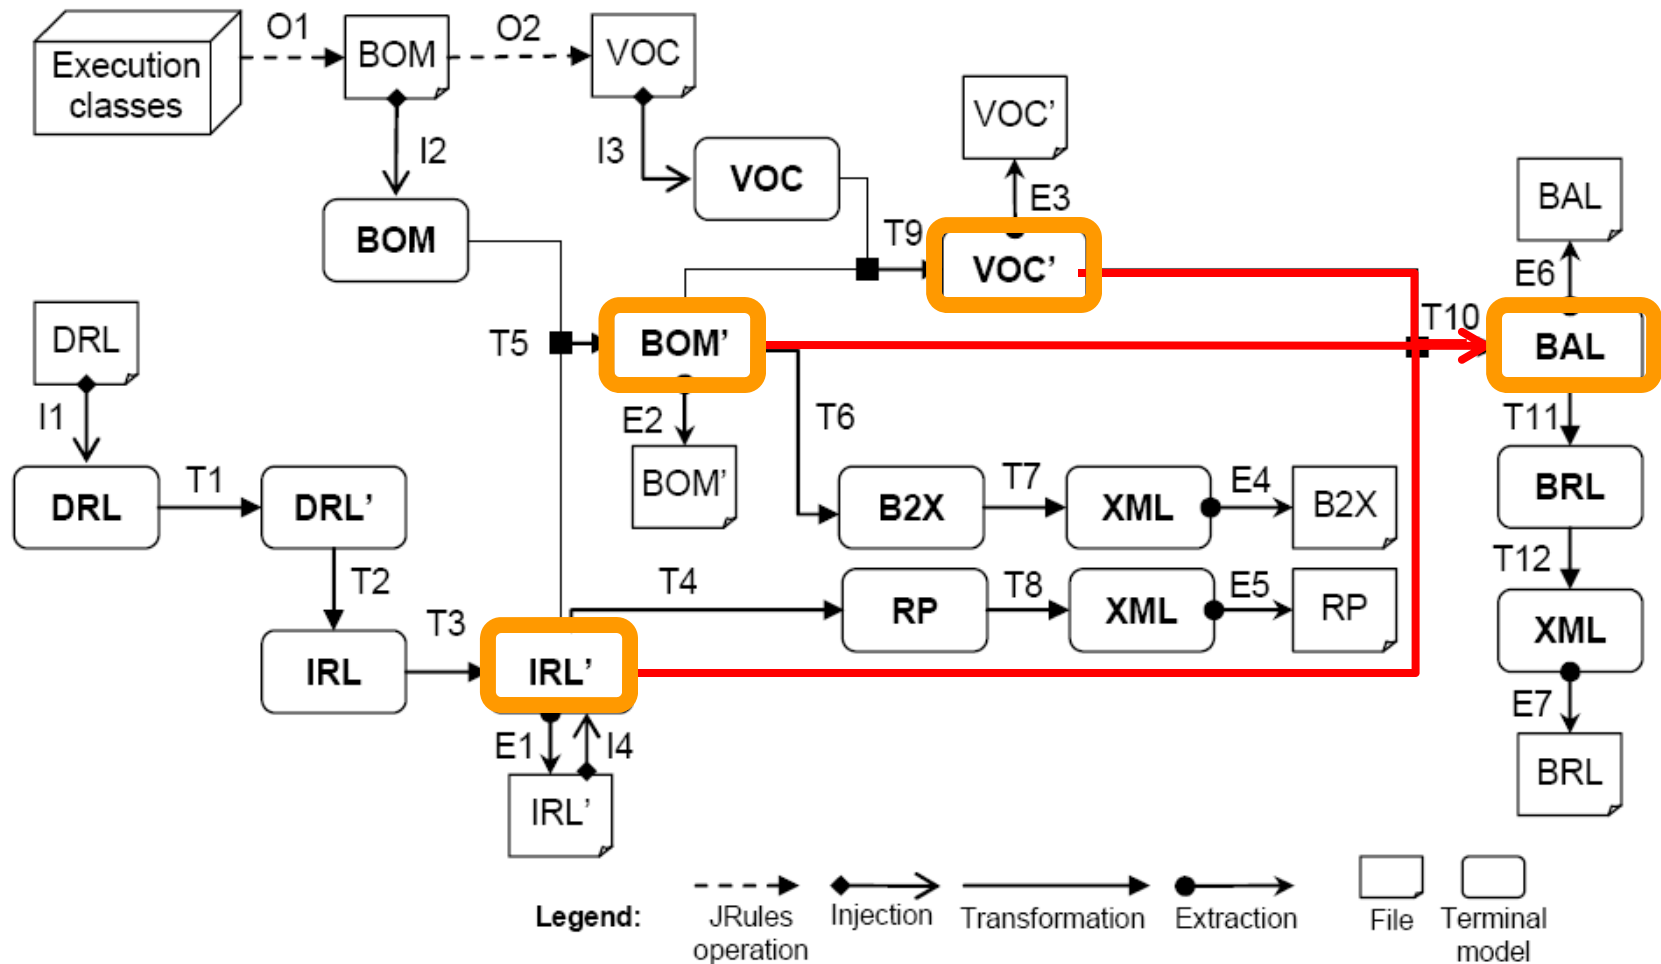 O1
O2
Execution
classes
BOM
VOC
VOC’
I2
I3
VOC
E3
BAL
BOM
T9
VOC’
E6
DRL
T5
BOM’
T10
BAL
I1
E2
T6
T11
DRL
T1
DRL’
BOM’
B2X
T7
XML
E4
B2X
BRL
T2
T4
T12
RP
T8
XML
E5
RP
IRL
T3
IRL’
XML
E1
I4
E7
IRL’
BRL
Legend:
JRules
operation
Injection
Transformation
Extraction
File
Terminal
model